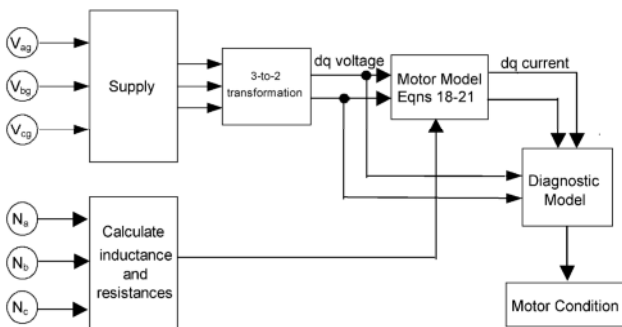 Vag
Vbg
Vcg
Supply
3-to-2
transformation
dq voltage
Motor Model
Eqns 18-21
dq current
Diagnostic
Model
Na
Nb
Nc
Calculate
inductance
and
resistances
Motor Condition